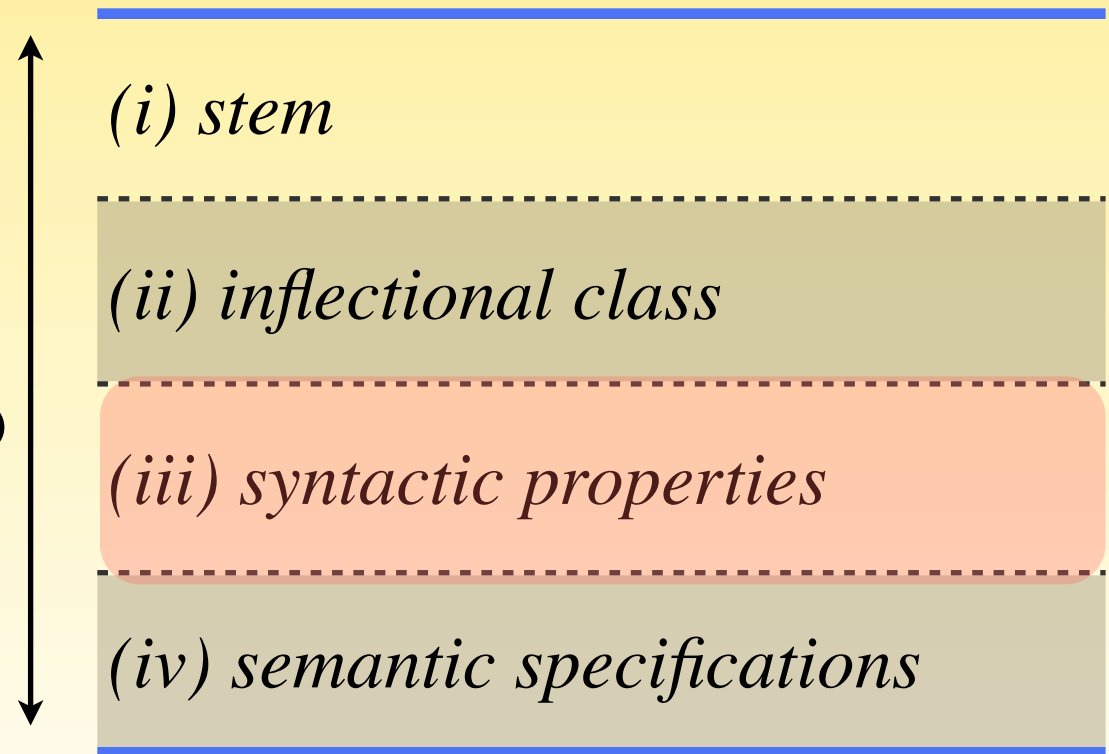 (i) stem
(ii) inflectional class
(iii) syntactic properties
(iv) semantic specifications